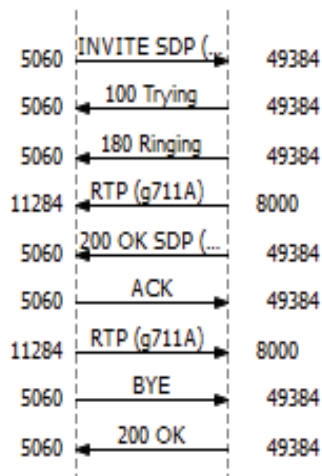 INVITE SDP (...
5060 49384
100 Trying
5060 49384
180 Ringing
5060 49384
RTP (g711A)
11284 8000
200 OK SDP (...
5060 49384
ACK
5060 49384
RTP (g711A)
11284 8000
BYE
5060 49384
200 OK
5060 49384